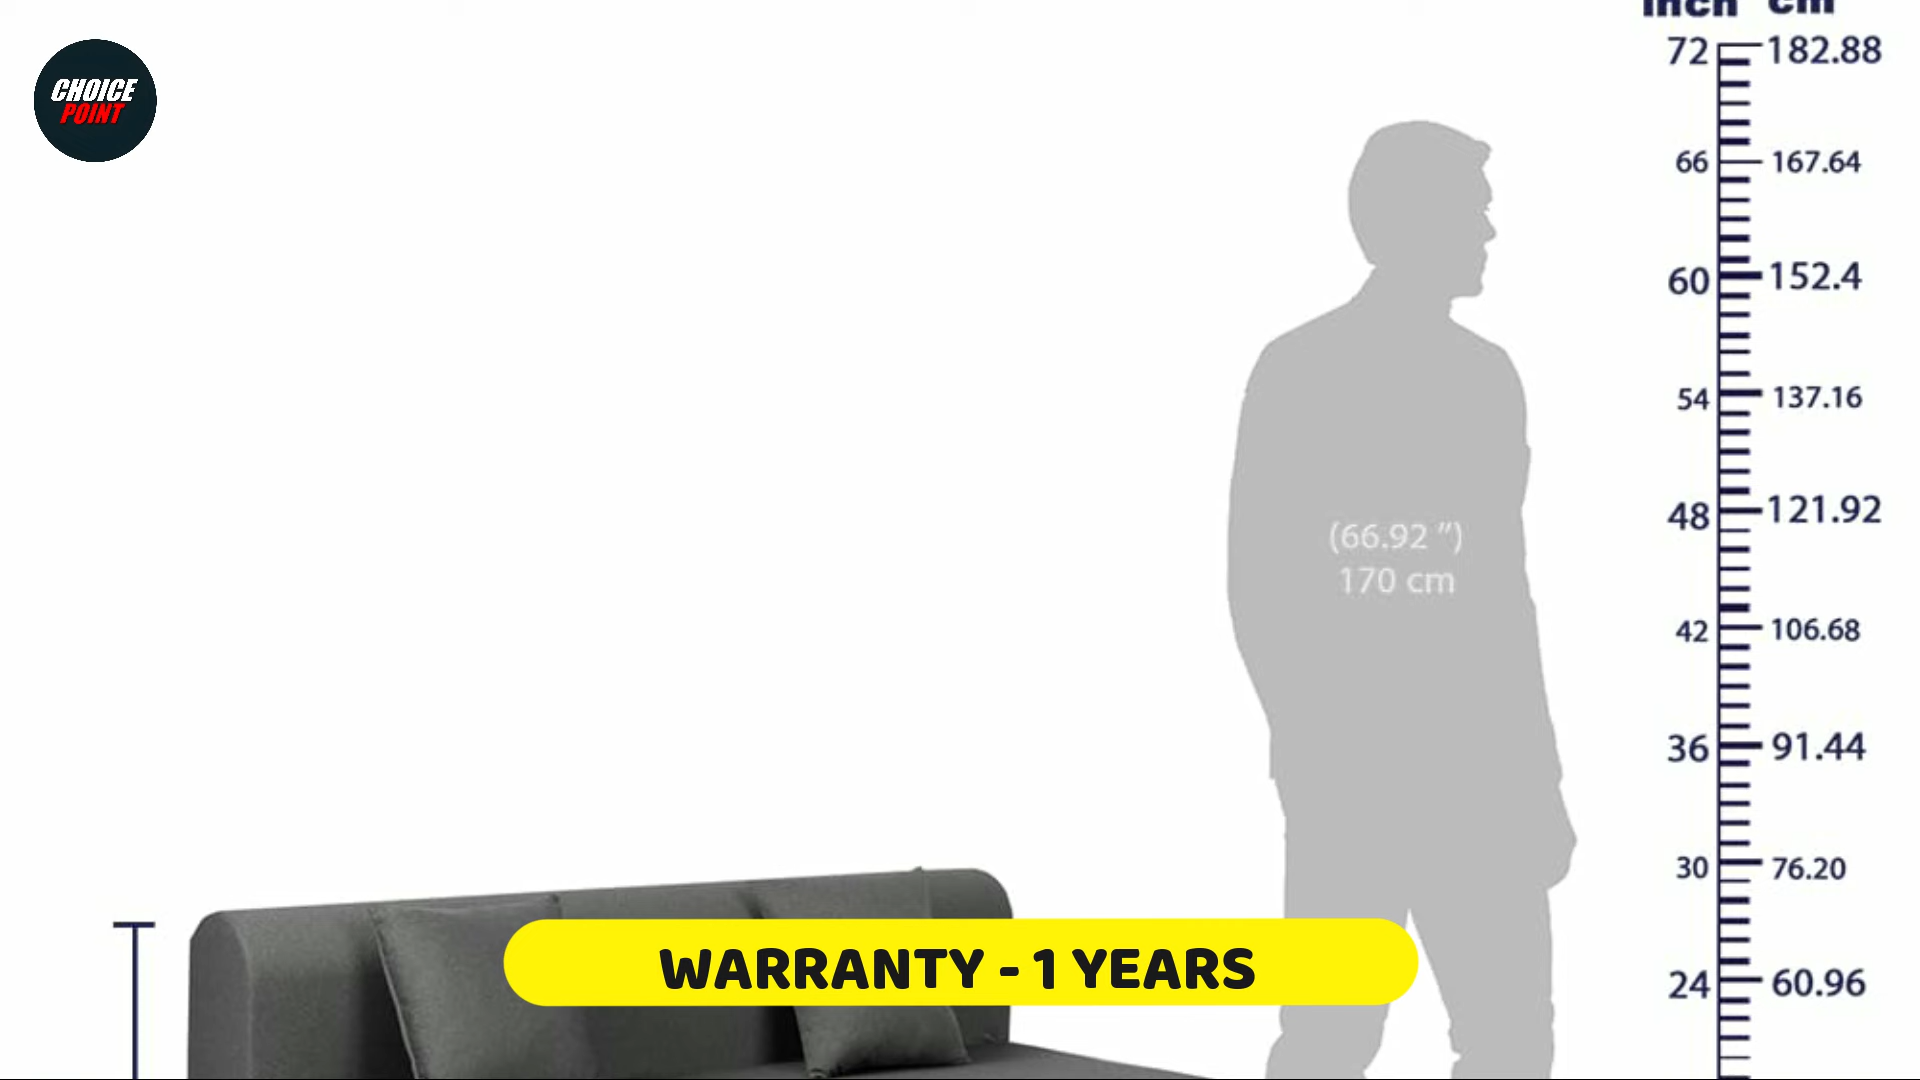 inch cm
CHOICE
POINT
72 182.88
66 167.64
60 152.4
54 137.16
48 121.92
(66.92 ")
170 cm
42 106.68
36 91.44
30 76.20
WARRANTY - 1 YEARS
24 60.96